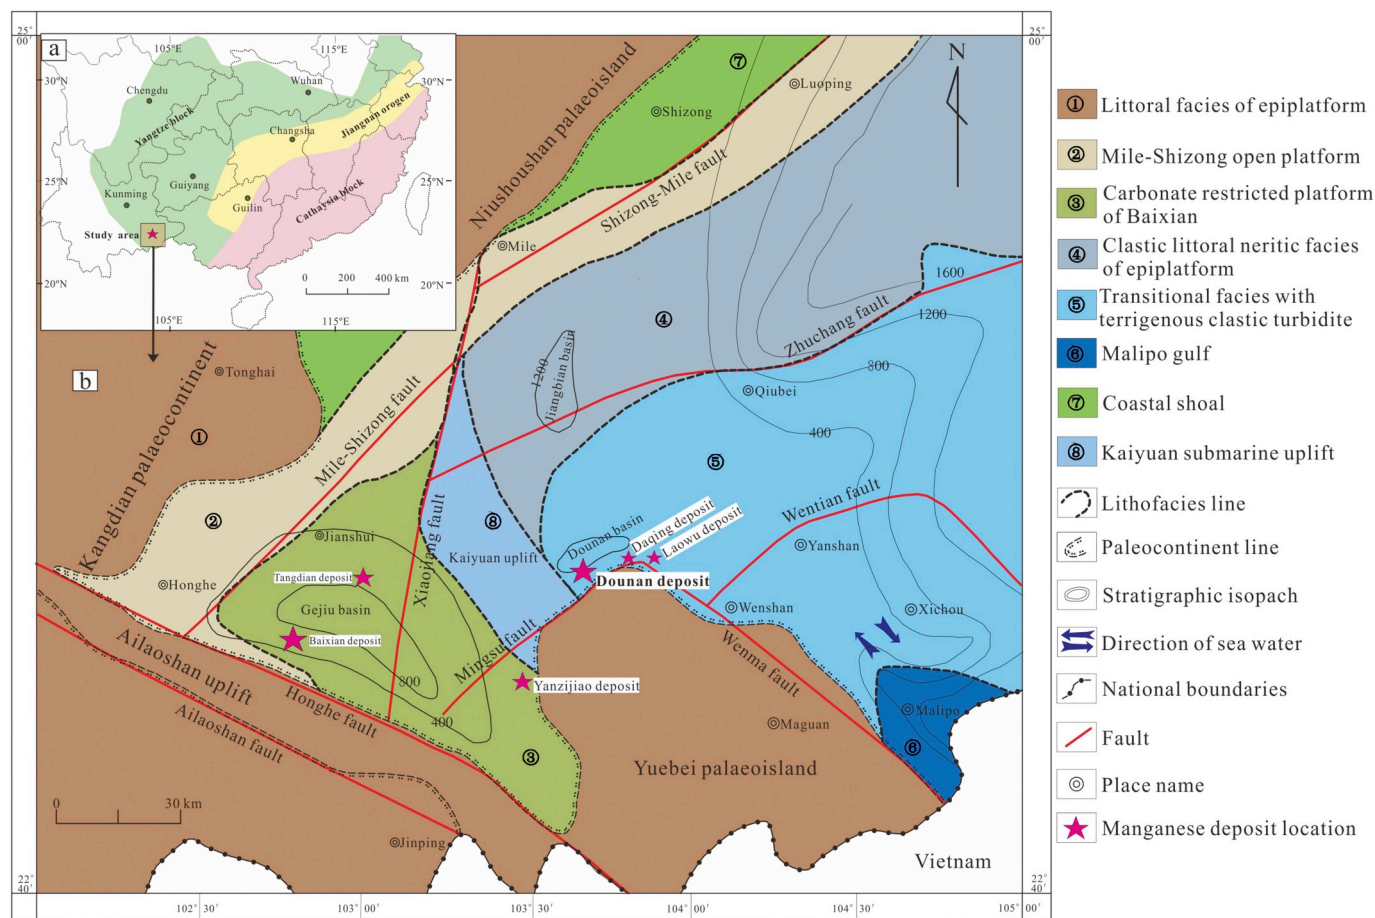 25°
00′
a
105°E
115°E
30°N
30°N
Wuhan
Chengdu
Yangtze block
Jiangnan orogen
Changsha
25°N
25°N
Guiyang
Kunming
Guilin
Cathaysia block
Study area
0 200 400 km
20°N
20°N
105°E
115°E
b
25°
00′
N
⑦
Luoping
Shizong
Niushoushan palaeoisland
Shizong-Mile fault
Mile
1600
Zhuchang fault
1200
④
1200
Jiangbian basin
800
Qiubei
400
Tonghai
Kangdian palaeocontinent
①
Mile-Shizong fault
⑤
②
⑧
Wentian fault
Daqing deposit
Laowu deposit
Dounan basin
Jianshui
Xiaojiang fault
Kaiyuan uplift
Yanshan
Dounan deposit
Honghe
Tangdian deposit
Gejiu basin
Wenshan
Xichou
Baixian deposit
Mingsu fault
Wenma fault
Ailaoshan uplift
800
Yanzijiao deposit
Honghe fault
Ailaoshan fault
400
Malipo
Maguan
⑥
③
Yuebei palaeoisland
0 30 km
Jinping
Vietnam
22°
40′
22°
40′
102° 30′
103° 00′
103° 30′
104° 00′
104° 30′
105° 00′
① Littoral facies of epiplatform
② Mile-Shizong open platform
③ Carbonate restricted platform
of Baixian
④ Clastic littoral neritic facies
of epiplatform
⑤ Transitional facies with
terrigenous clastic turbidite
⑥ Malipo gulf
⑦ Coastal shoal
⑧ Kaiyuan submarine uplift
Lithofacies line
Paleocontinent line
Stratigraphic isopach
Direction of sea water
National boundaries
Fault
Place name
Manganese deposit location